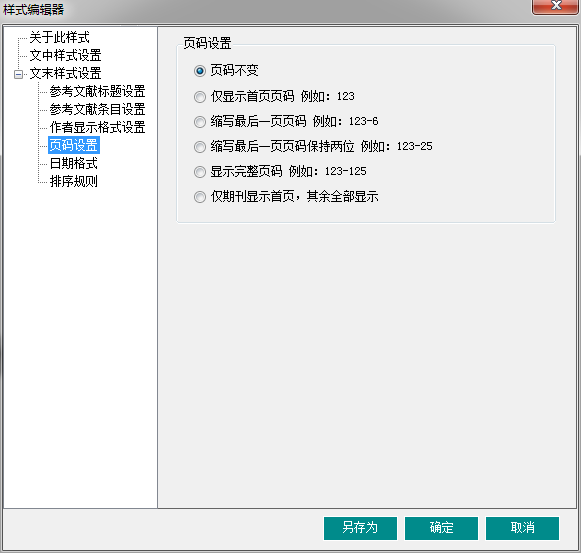 样式编辑器
关于此样式
文中样式设置
文末样式设置
参考文献标题设置
参考文献条目设置
作者显示格式设置
页码设置
日期格式
排序规则
页码设置
页码不变
仅显示首页页码 例如: 123
缩写最后一页页码 例如: 123-6
缩写最后一页页码保持两位 例如: 123-25
显示完整页码 例如: 123-125
仅期刊显示首页，其余全部显示
另存为
确定
取消